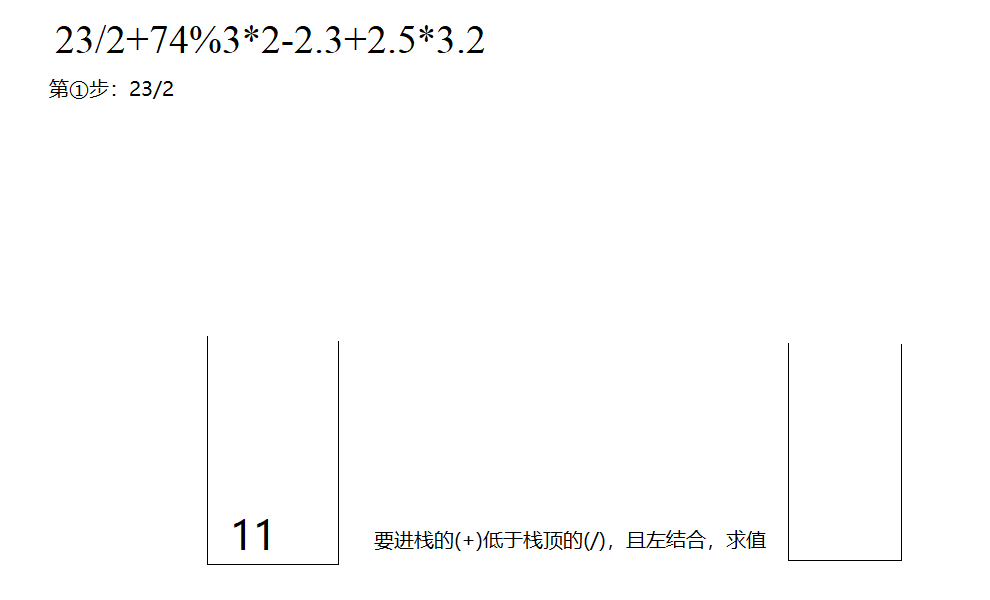 23/2+74%3*2-2.3+2.5*3.2
第①步：23/2
11
要进栈的(+)低于栈顶的(/)，且左结合，求值